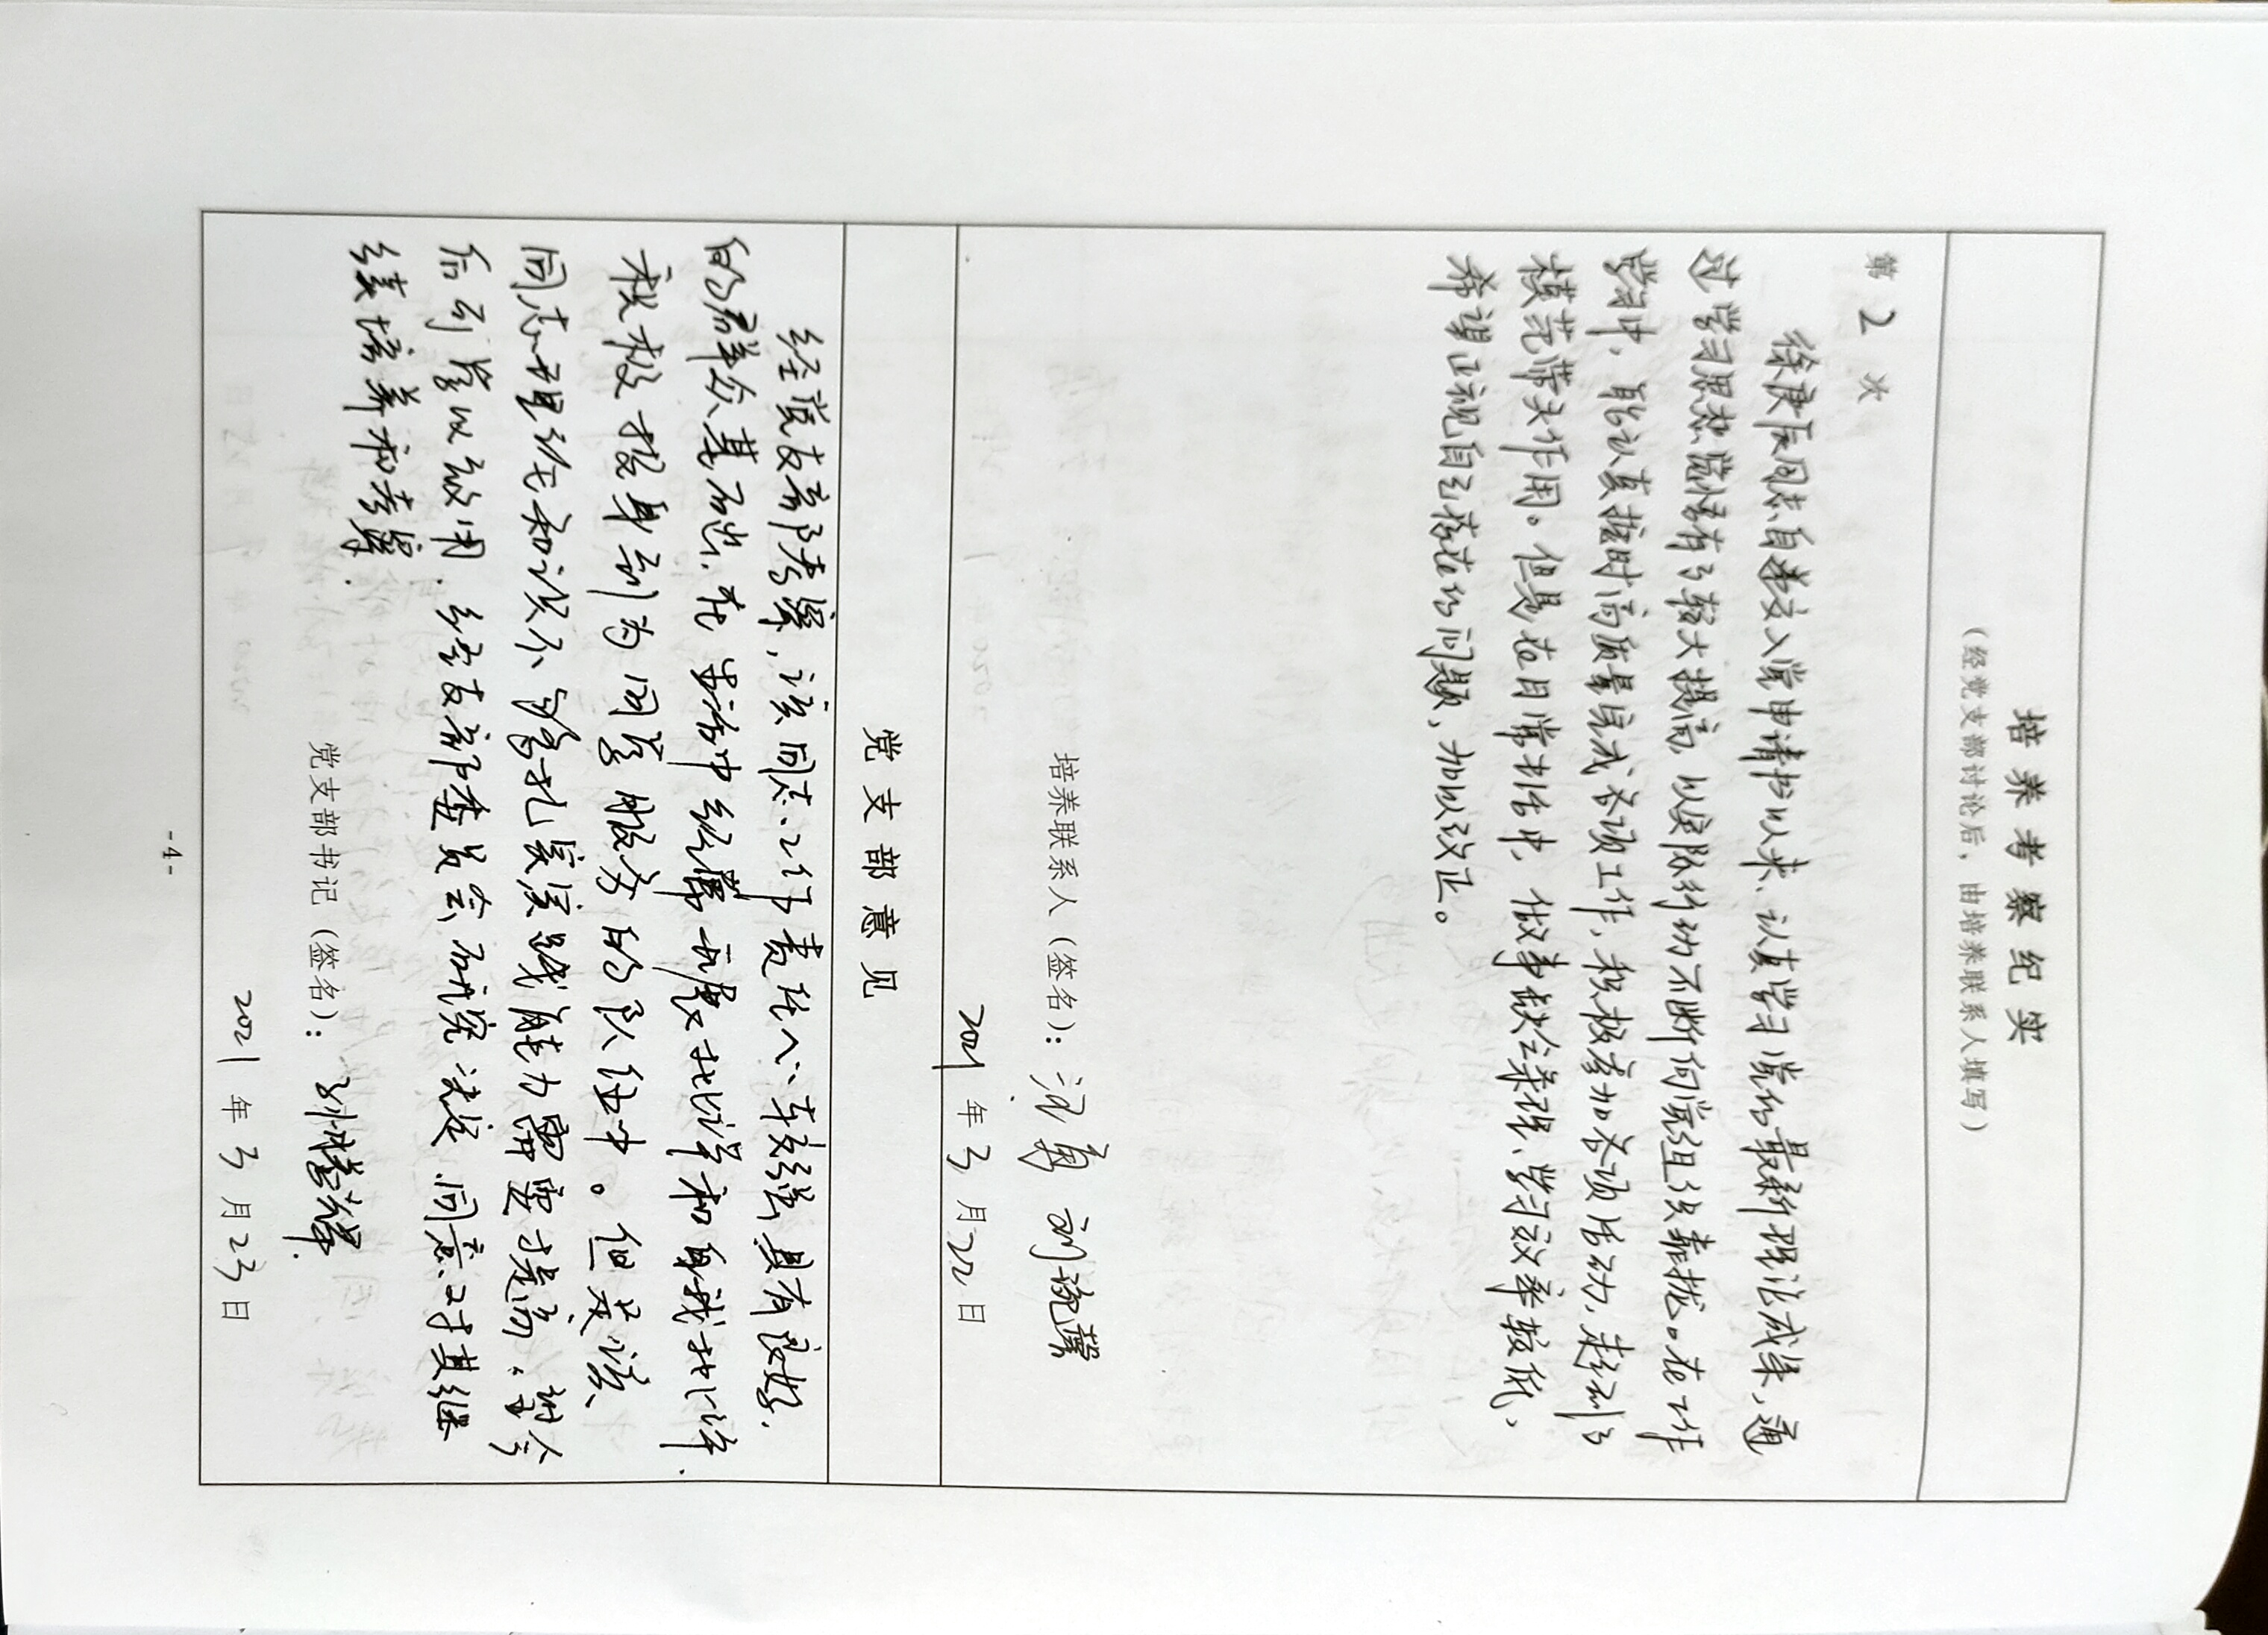 培养考察纪实
（经党支部讨论后，由培养联系人填写）
第 2 次
徐庚辰同志自递交入党申请书以来、认真学习党的最新理论成果，通
过学习思想觉悟有了较大提高，以实际行动不断向党组织靠拢。在工作
学习中，能认真按时高质量完成各项工作，积极参加各项活动，起到了
模范带头作用。但是在日常生活中，做事缺乏条理、学习效率较低，
希望正视自己存在的问题，加以改正。
培养联系人（签名）：汪勇 刘琬馨
2021 年 3 月 22 日
党支部意见
经党支部考察，该同志工作责任心较强具有良好
的群众基础，在生活中经常开展批评和自我批评，
积极投身到为同学服务的队伍中。但是该
同志理论知识不够扎实实践能力需要提高，望今
后可学以致用．经支部委员会研究决定，同意对其继
续培养和考察．
党支部书记（签名）：孙腾辉
2021 年 3 月 23 日
-4-